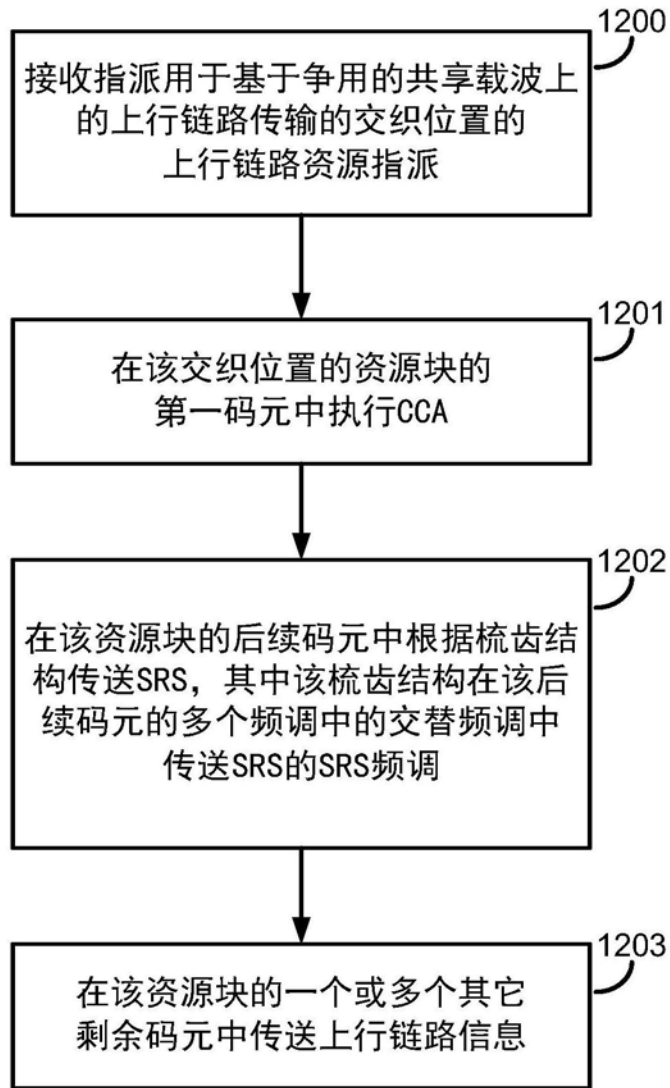 1200
接收指派用于基于争用的共享载波上
的上行链路传输的交织位置的
上行链路资源指派
1201
在该交织位置的资源块的
第一码元中执行CCA
1202
在该资源块的后续码元中根据梳齿结
构传送SRS，其中该梳齿结构在该后
续码元的多个频调中的交替频调中
传送SRS的SRS频调
1203
在该资源块的一个或多个其它
剩余码元中传送上行链路信息